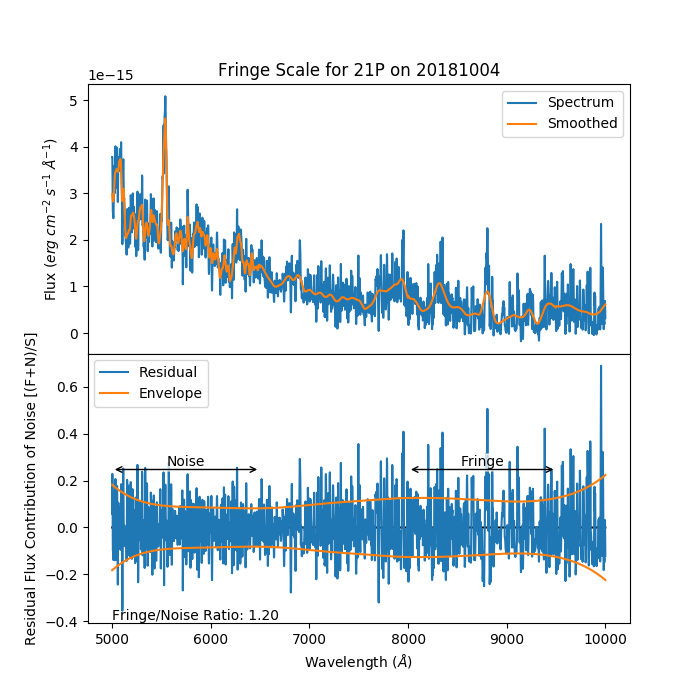 Fringe Scale for 21P on 20181004
1e−15
Flux (erg cm⁻² s⁻¹ Å⁻¹)
5
4
3
2
1
0
Spectrum
Smoothed
Residual Flux Contribution of Noise [(F+N)/S]
0.6
0.4
0.2
0.0
−0.2
−0.4
Residual
Envelope
Noise
Fringe
Fringe/Noise Ratio: 1.20
5000 6000 7000 8000 9000 10000
Wavelength (Å)